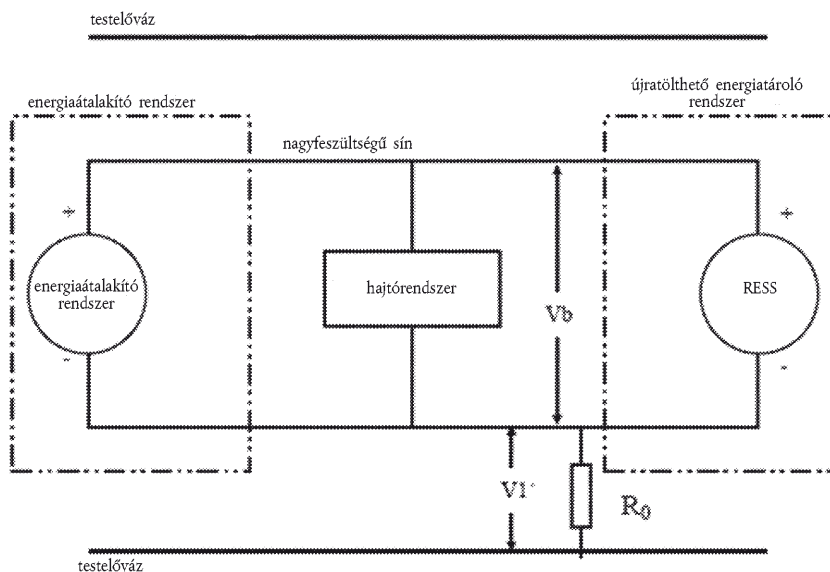 testelőváz
energiaátalakító rendszer
újratölthető energiatároló
rendszer
nagyfeszültségű sín
+
+
energiaátalakító
rendszer
hajtórendszer
RESS
Vb
-
-
V1'
R₀
testelőváz